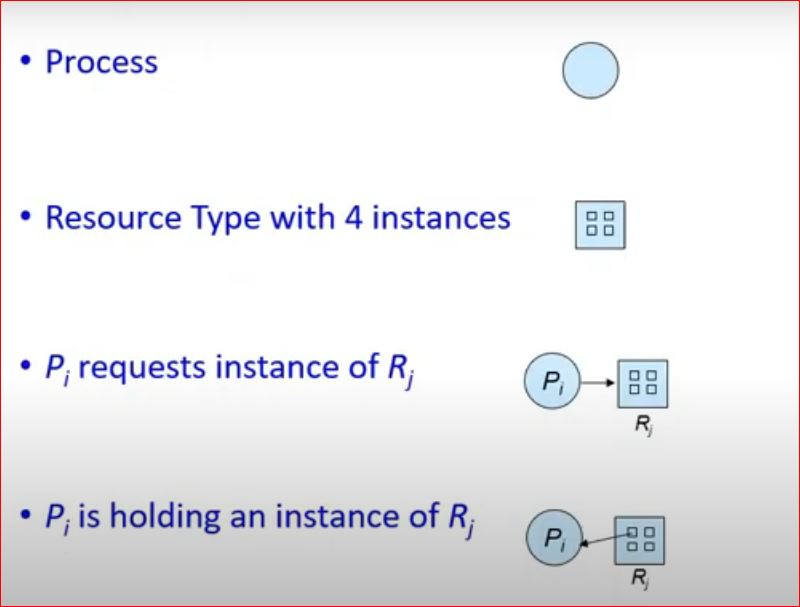 • Process
• Resource Type with 4 instances
• Pi requests instance of Rj
Pi
Rj
• Pi is holding an instance of Rj
Pi
Rj